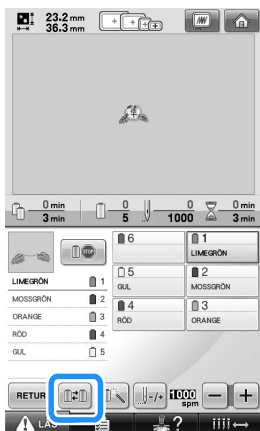 23.2 mm
36.3 mm
0 min
3 min
0
5
0
1000
0 min
3 min
STOP
LIMEGRÖN 1
MOSSGRÖN 2
ORANGE 3
RÖD 4
GUL 5
6
1
LIMEGRÖN
5
GUL
2
MOSSGRÖN
4
RÖD
3
ORANGE
RETUR
-/+
1000
spm
- +
LÅS
?